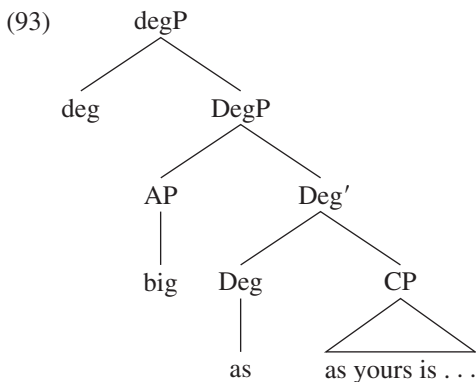 (93) degP
deg DegP
AP Deg′
big Deg CP
as as yours is . . .